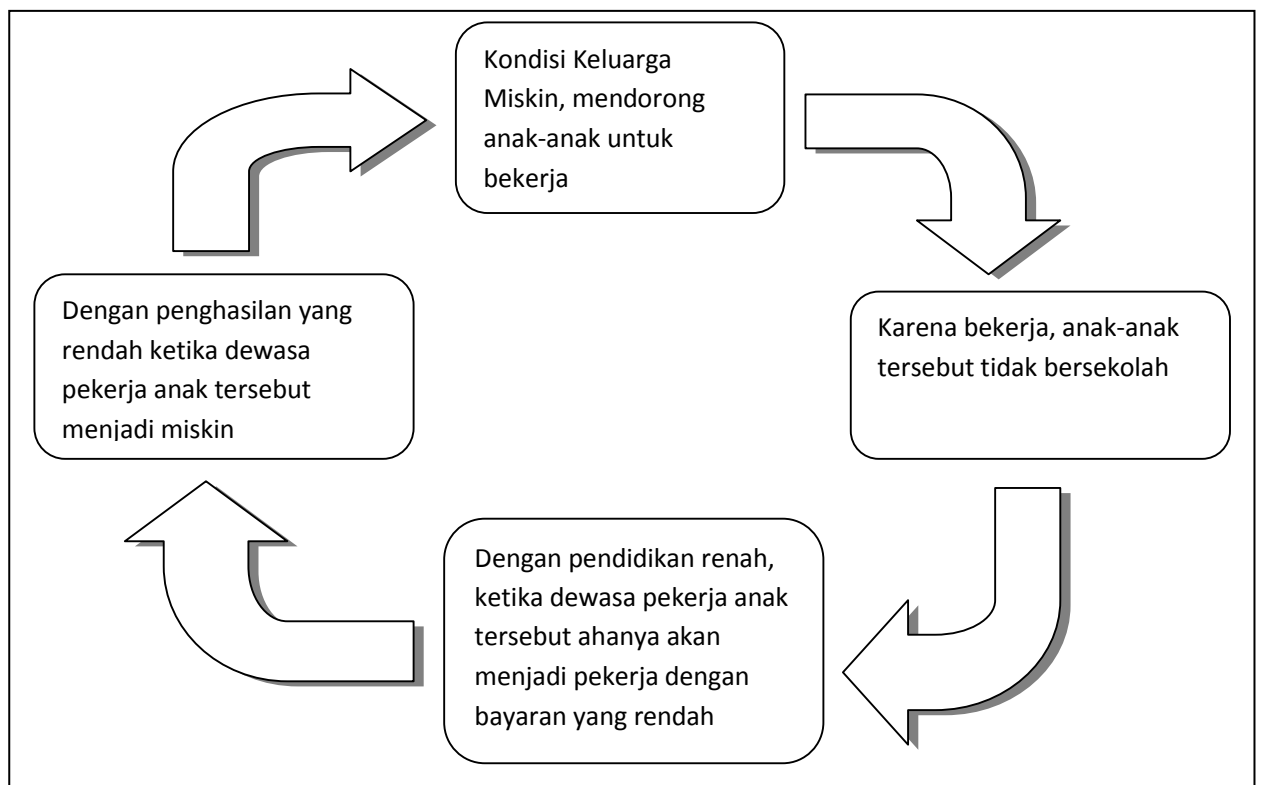 Kondisi Keluarga
Miskin, mendorong
anak-anak untuk
bekerja
Karena bekerja, anak-anak
tersebut tidak bersekolah
Dengan pendidikan renah,
ketika dewasa pekerja anak
tersebut ahanya akan
menjadi pekerja dengan
bayaran yang rendah
Dengan penghasilan yang
rendah ketika dewasa
pekerja anak tersebut
menjadi miskin